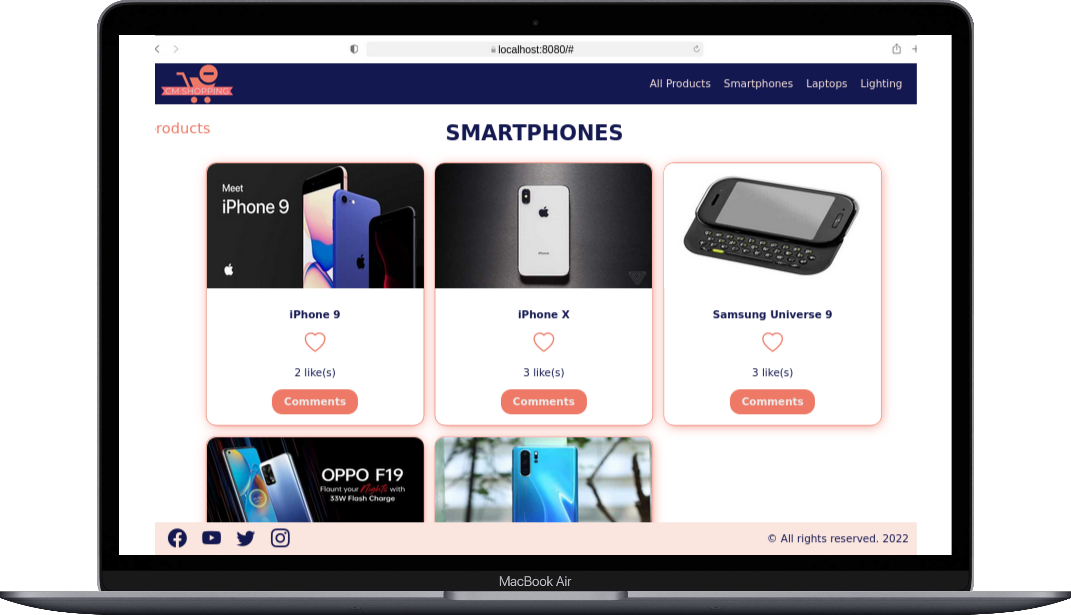 localhost:8080/#
CM SHOPPING
All Products Smartphones Laptops Lighting
roducts
SMARTPHONES
Meet
iPhone 9
iPhone 9
2 like(s)
Comments
iPhone
iPhone X
3 like(s)
Comments
Samsung Universe 9
3 like(s)
Comments
OPPO F19
Flaunt your Nights with
33W Flash Charge
© All rights reserved. 2022
MacBook Air